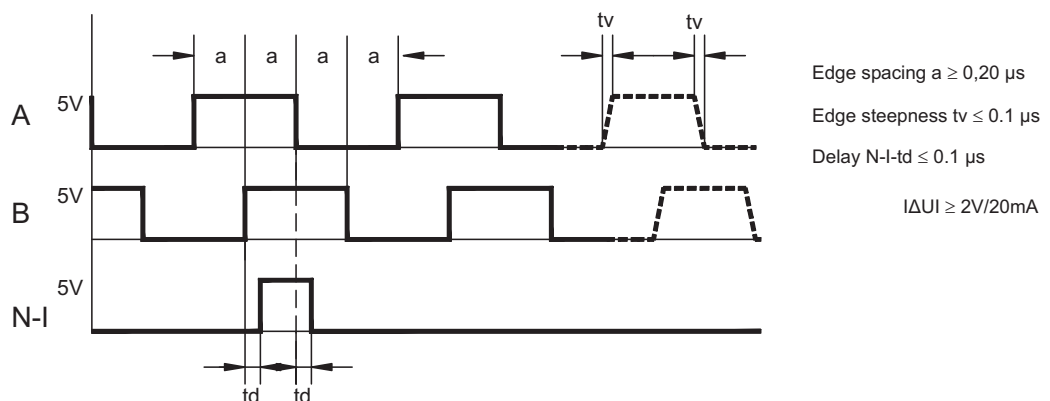 tv tv
a a a a
A 5V
B 5V
N-I 5V
td td
Edge spacing a ≥ 0,20 µs
Edge steepness tv ≤ 0.1 µs
Delay N-I-td ≤ 0.1 µs
I∆UI ≥ 2V/20mA